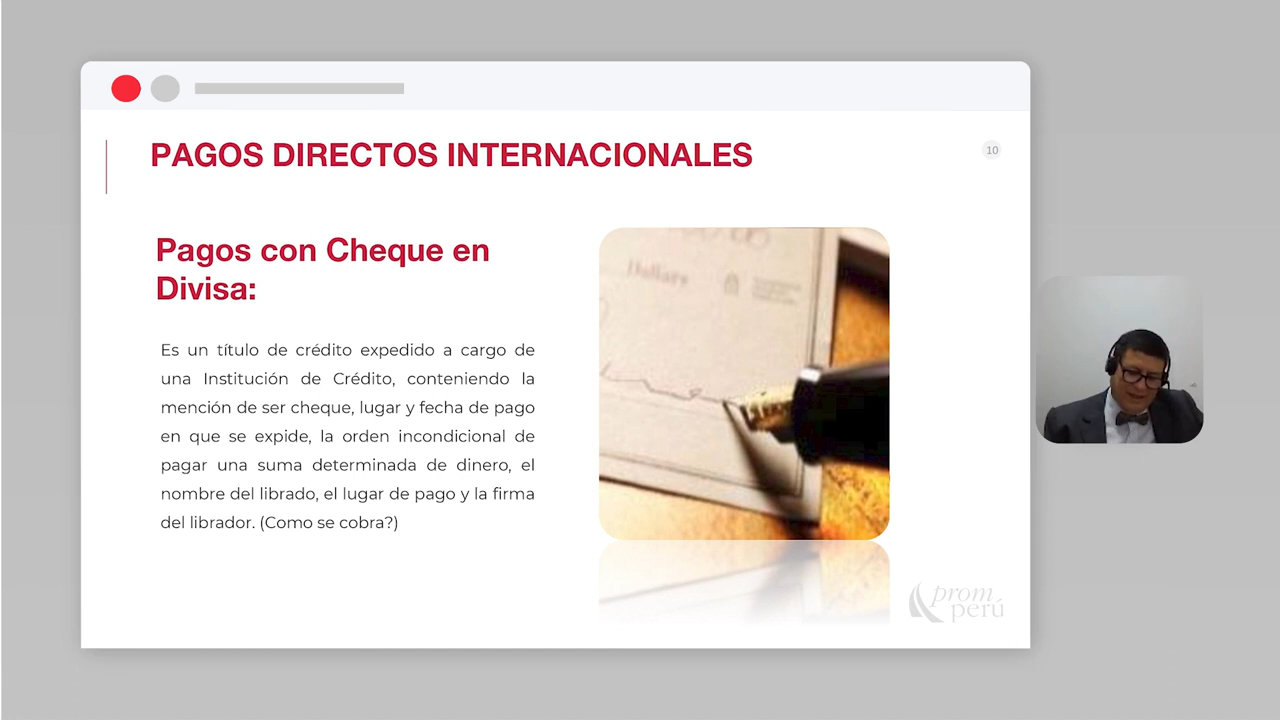 PAGOS DIRECTOS INTERNACIONALES
10
Pagos con Cheque en
Divisa:
Es un título de crédito expedido a cargo de
una Institución de Crédito, conteniendo la
mención de ser cheque, lugar y fecha de pago
en que se expide, la orden incondicional de
pagar una suma determinada de dinero, el
nombre del librado, el lugar de pago y la firma
del librador. (Como se cobra?)
Dollars
prom
perú